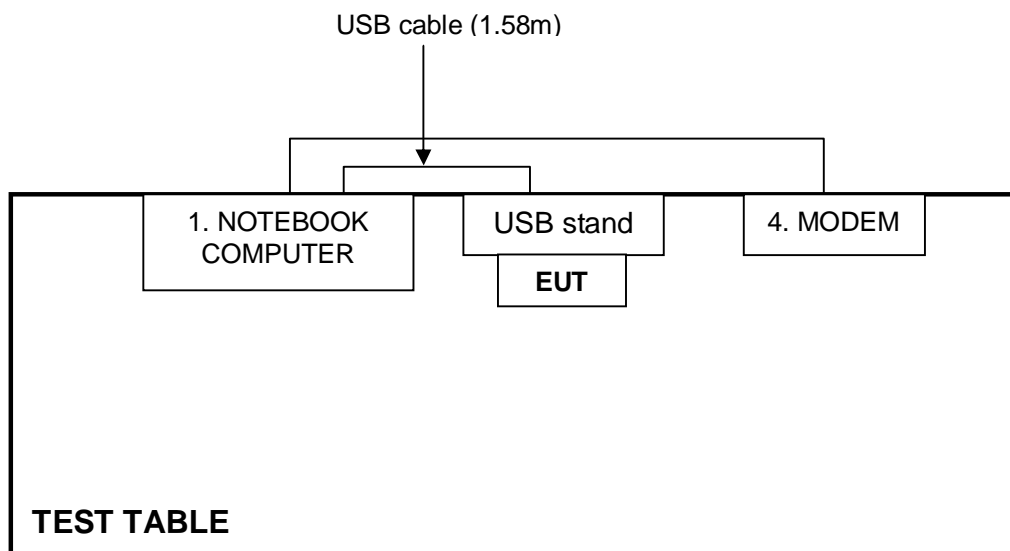 USB cable (1.58m)
1. NOTEBOOK
COMPUTER
USB stand
4. MODEM
EUT
TEST TABLE